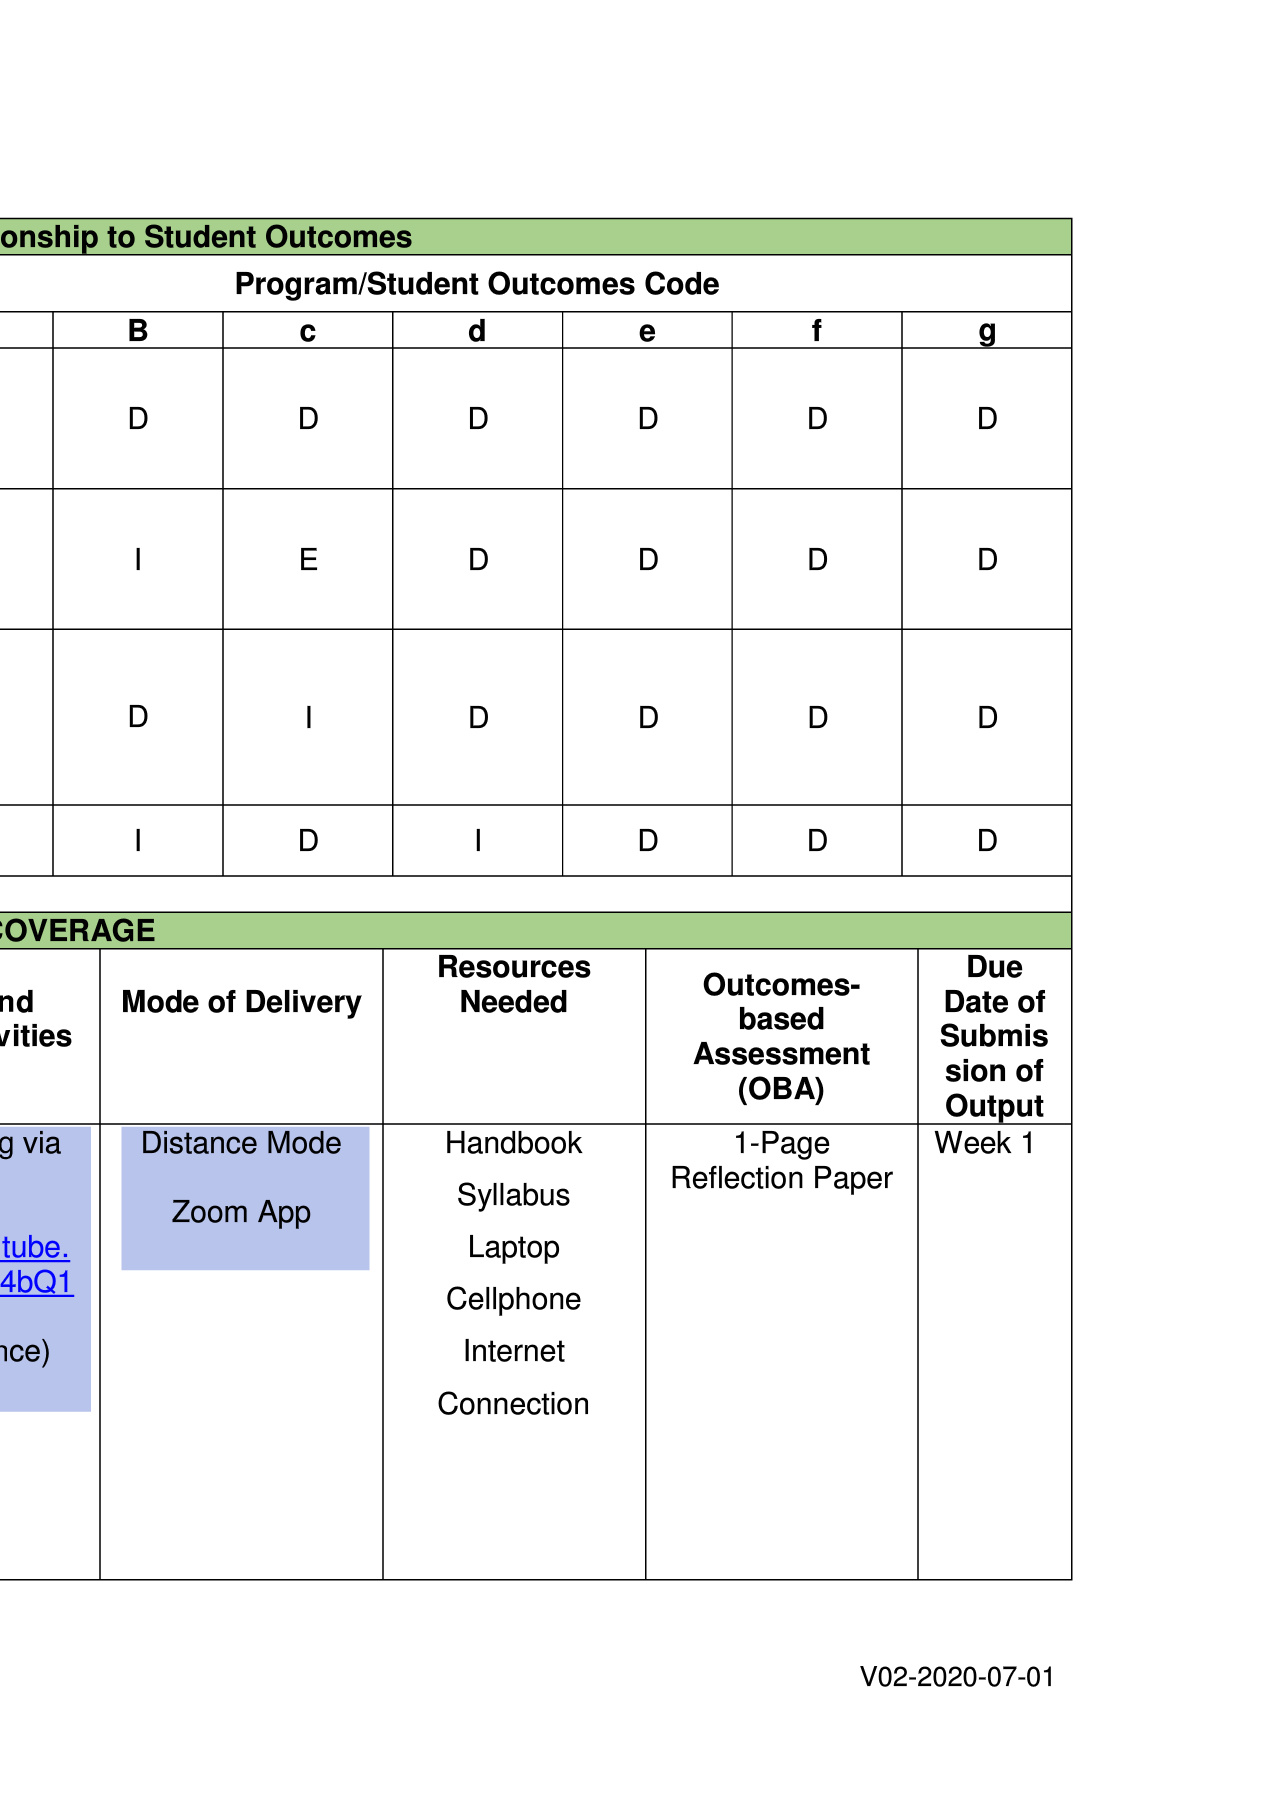 onship to Student Outcomes
Program/Student Outcomes Code
B c d e f g
D D D D D D
I E D D D D
D I D D D D
I D I D D D
COVERAGE
nd
vities
Mode of Delivery
Resources
Needed
Outcomes-
based
Assessment
(OBA)
Due
Date of
Submis
sion of
Output
g via
tube.
4bQ1
nce)
Distance Mode
Zoom App
Handbook
Syllabus
Laptop
Cellphone
Internet
Connection
1-Page
Reflection Paper
Week 1
V02-2020-07-01